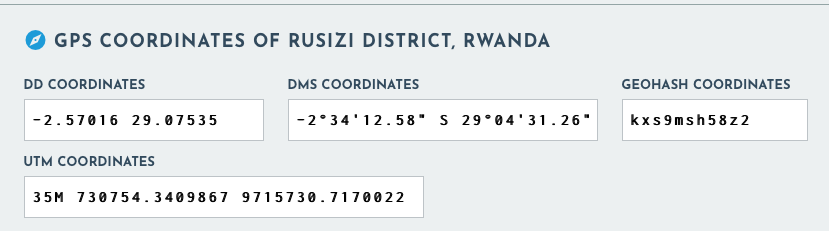 GPS COORDINATES OF RUSIZI DISTRICT, RWANDA
DD COORDINATES
-2.57016 29.07535
DMS COORDINATES
-2°34'12.58" S 29°04'31.26"
GEOHASH COORDINATES
kxs9msh58z2
UTM COORDINATES
35M 730754.3409867 9715730.7170022